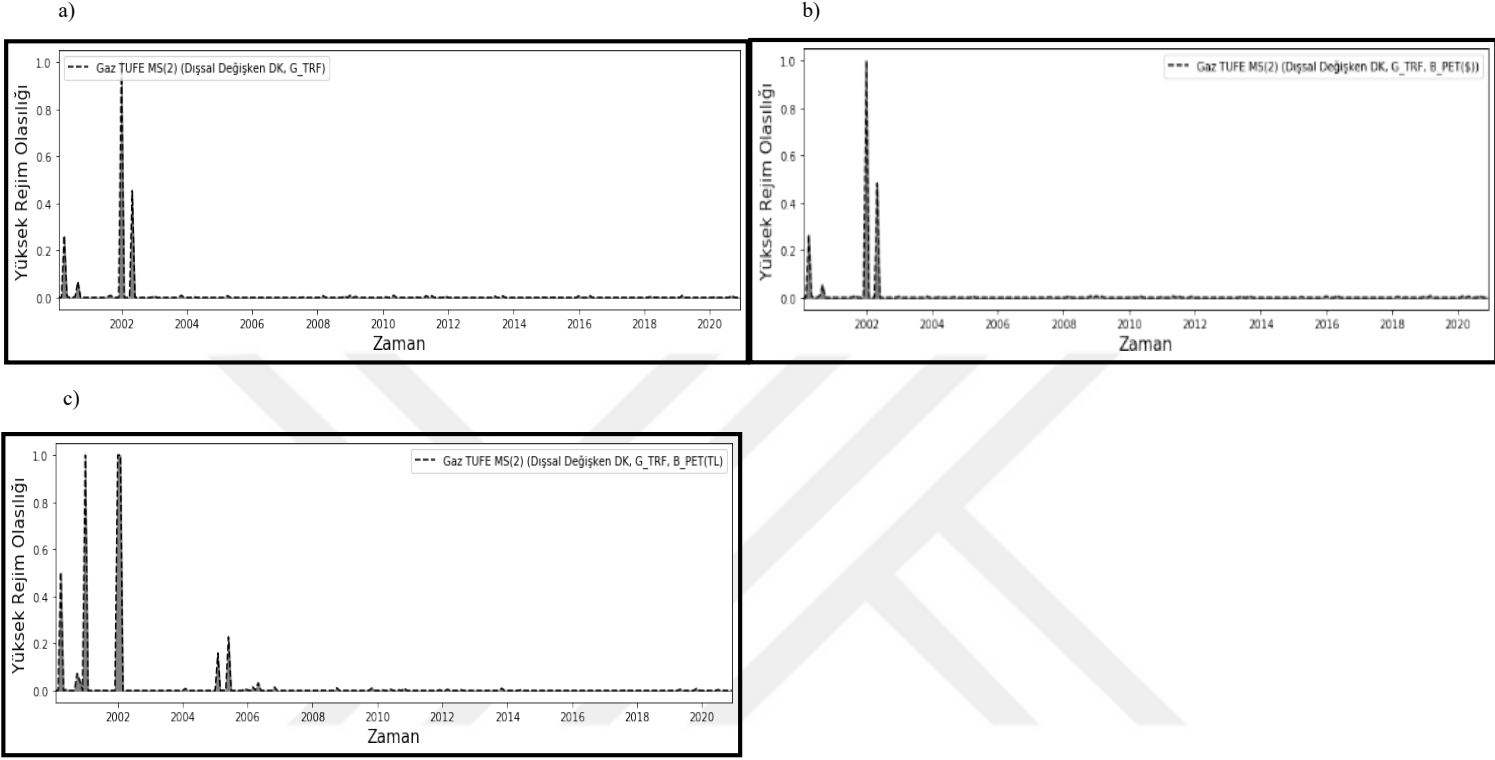 a)
Gaz TUFE MS(2) (Dışsal Değişken DK, G_TRF)
Yüksek Rejim Olasılığı
1.0
0.8
0.6
0.4
0.2
0.0
2002 2004 2006 2008 2010 2012 2014 2016 2018 2020
Zaman
b)
Gaz TUFE MS(2) (Dışsal Değişken DK, G_TRF, B_PET($))
Yüksek Rejim Olasılığı
1.0
0.8
0.6
0.4
0.2
0.0
2002 2004 2006 2008 2010 2012 2014 2016 2018 2020
Zaman
c)
Gaz TUFE MS(2) (Dışsal Değişken DK, G_TRF, B_PET(TL)
Yüksek Rejim Olasılığı
1.0
0.8
0.6
0.4
0.2
0.0
2002 2004 2006 2008 2010 2012 2014 2016 2018 2020
Zaman